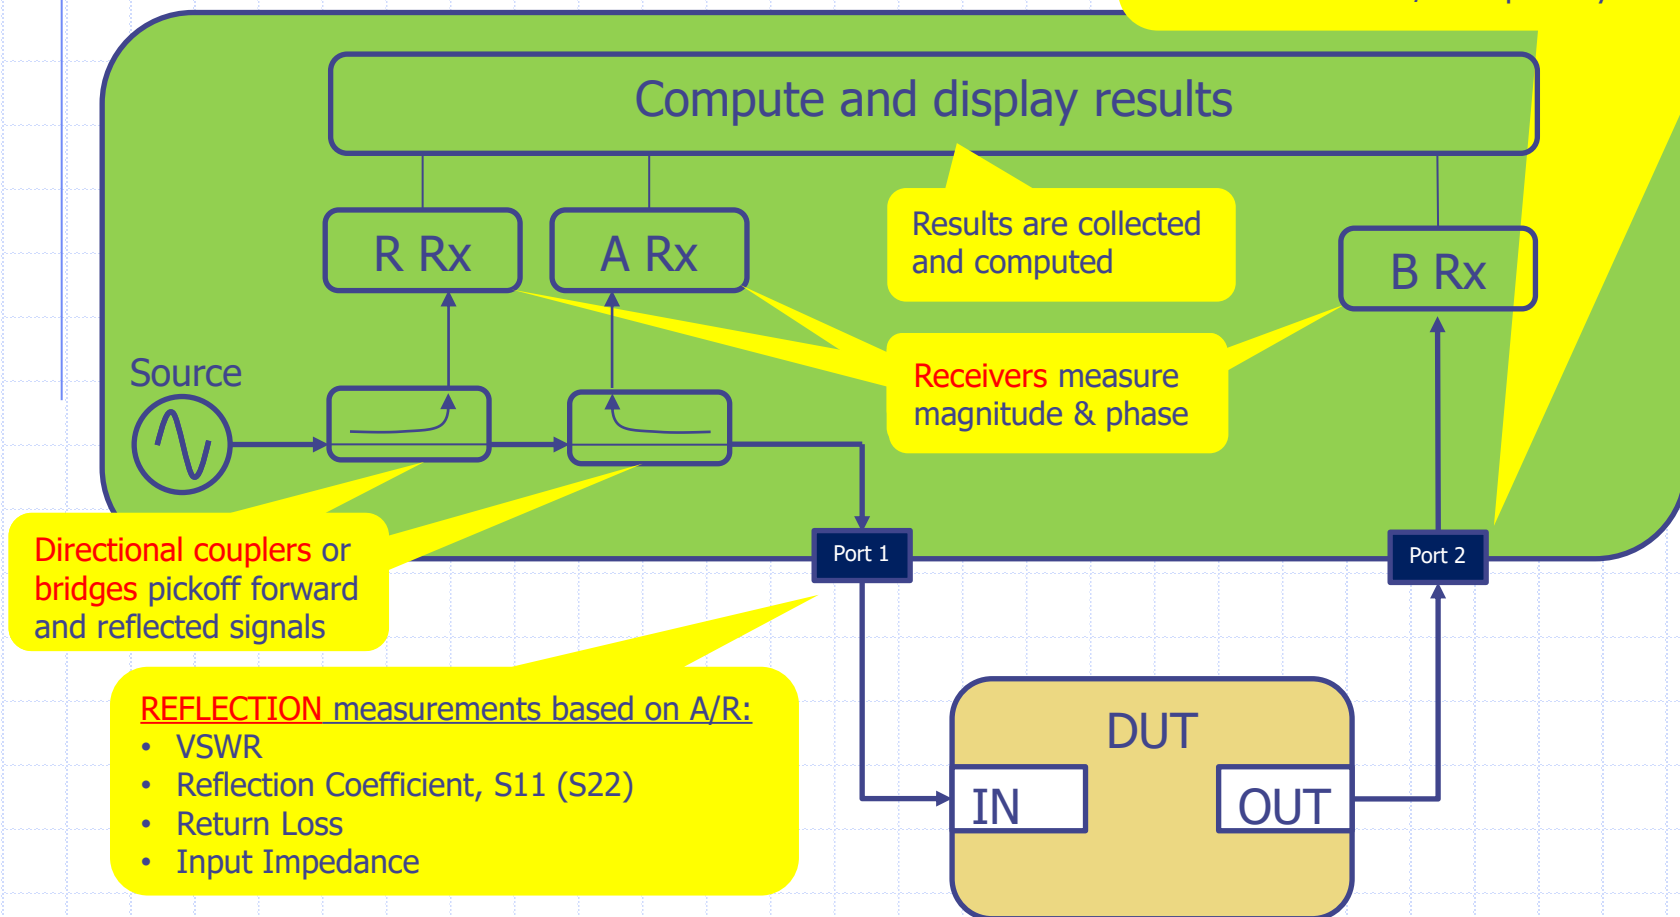 Compute and display results
R Rx
A Rx
Results are collected
and computed
B Rx
Source
Receivers measure
magnitude & phase
Directional couplers or
bridges pickoff forward
and reflected signals
Port 1
Port 2
REFLECTION measurements based on A/R:
• VSWR
• Reflection Coefficient, S11 (S22)
• Return Loss
• Input Impedance
DUT
IN
OUT